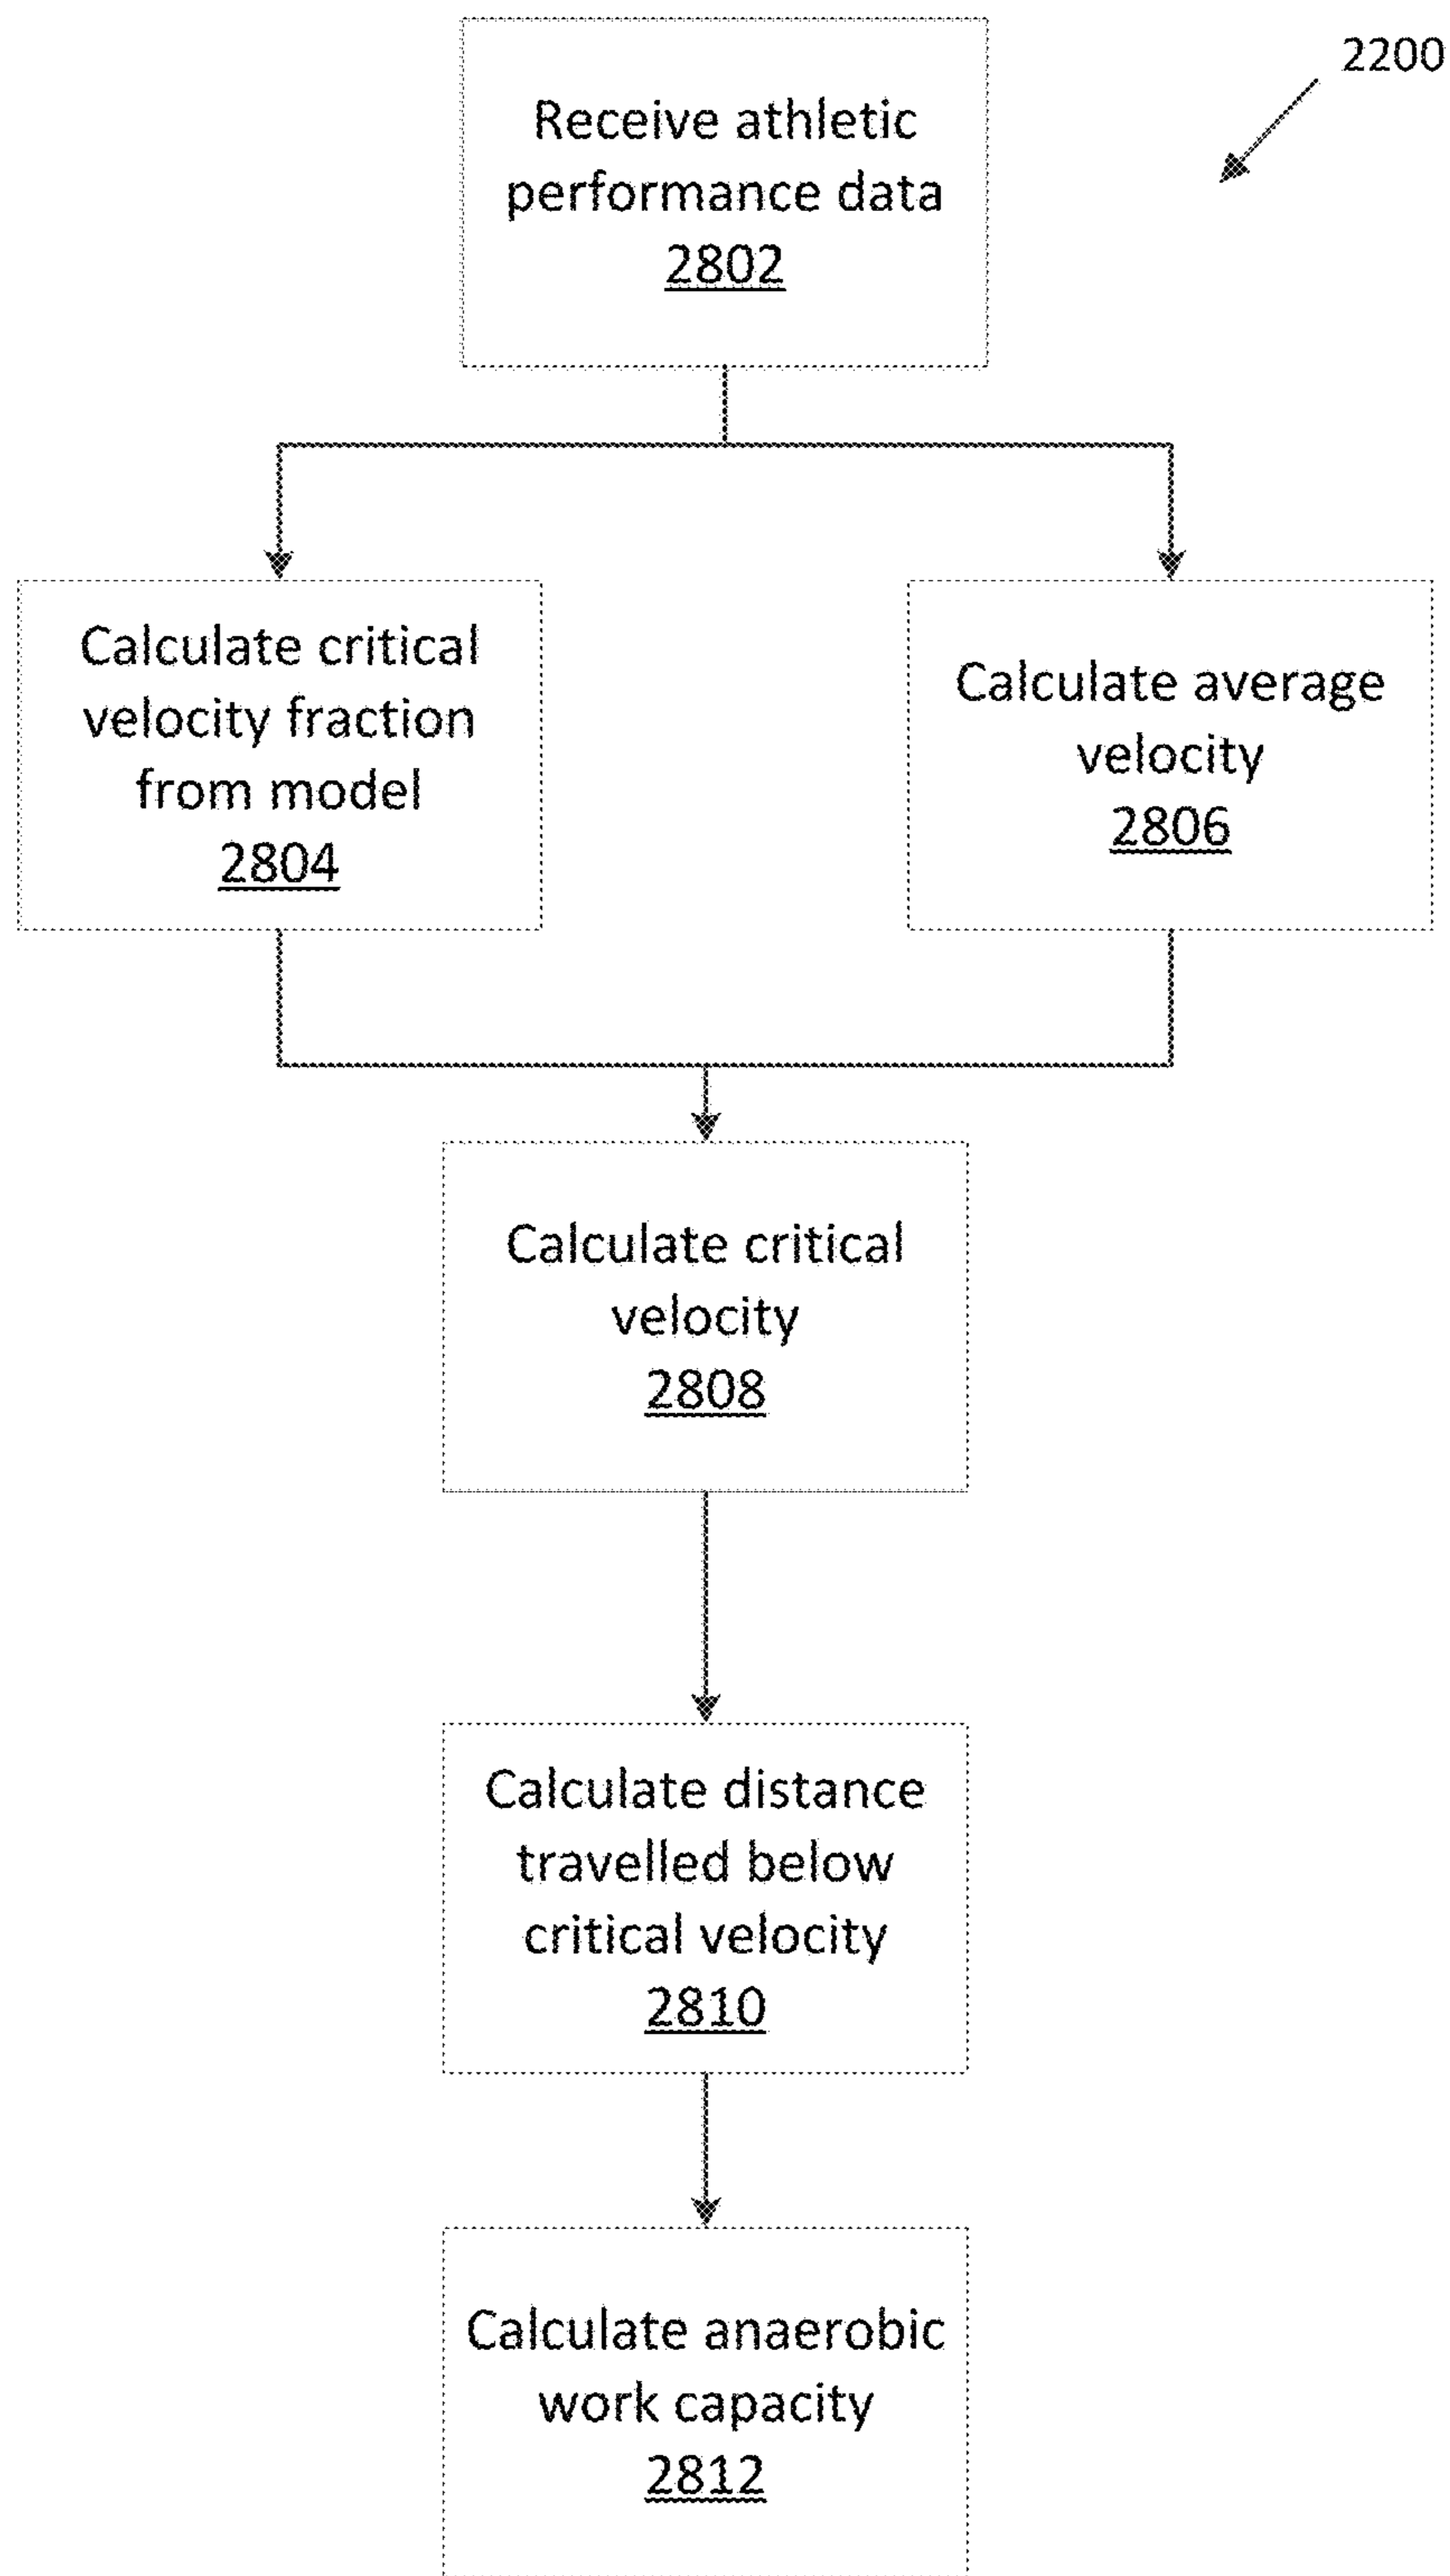 2200
Receive athletic
performance data
2802
Calculate critical
velocity fraction
from model
2804
Calculate average
velocity
2806
Calculate critical
velocity
2808
Calculate distance
travelled below
critical velocity
2810
Calculate anaerobic
work capacity
2812